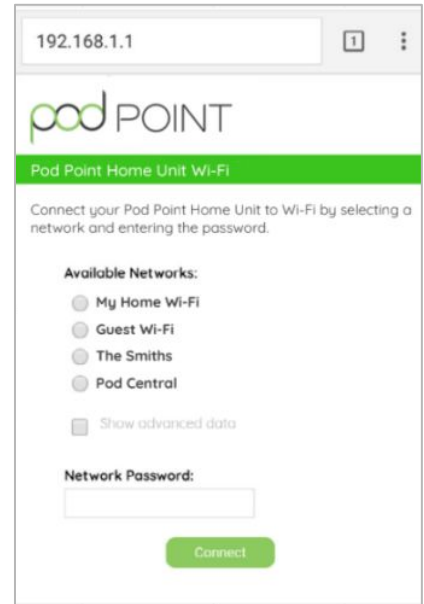 192.168.1.1
1
pod POINT
Pod Point Home Unit Wi-Fi
Connect your Pod Point Home Unit to Wi-Fi by selecting a
network and entering the password.
Available Networks:
My Home Wi-Fi
Guest Wi-Fi
The Smiths
Pod Central
Show advanced data
Network Password:
Connect